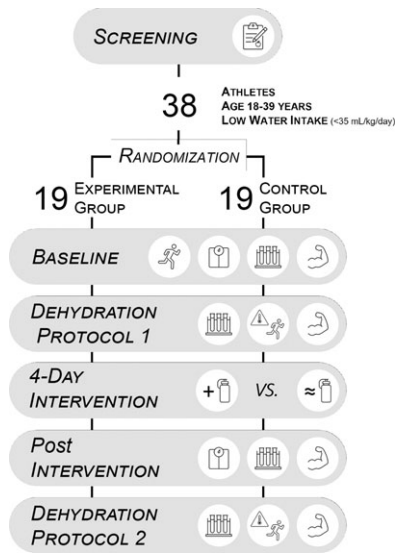 SCREENING
38
ATHLETES
AGE 18-39 YEARS
LOW WATER INTAKE (<35 mL/kg/day)
RANDOMIZATION
19 EXPERIMENTAL GROUP
19 CONTROL GROUP
BASELINE
DEHYDRATION
PROTOCOL 1
4-DAY
INTERVENTION
+ VS. ≈
POST
INTERVENTION
DEHYDRATION
PROTOCOL 2